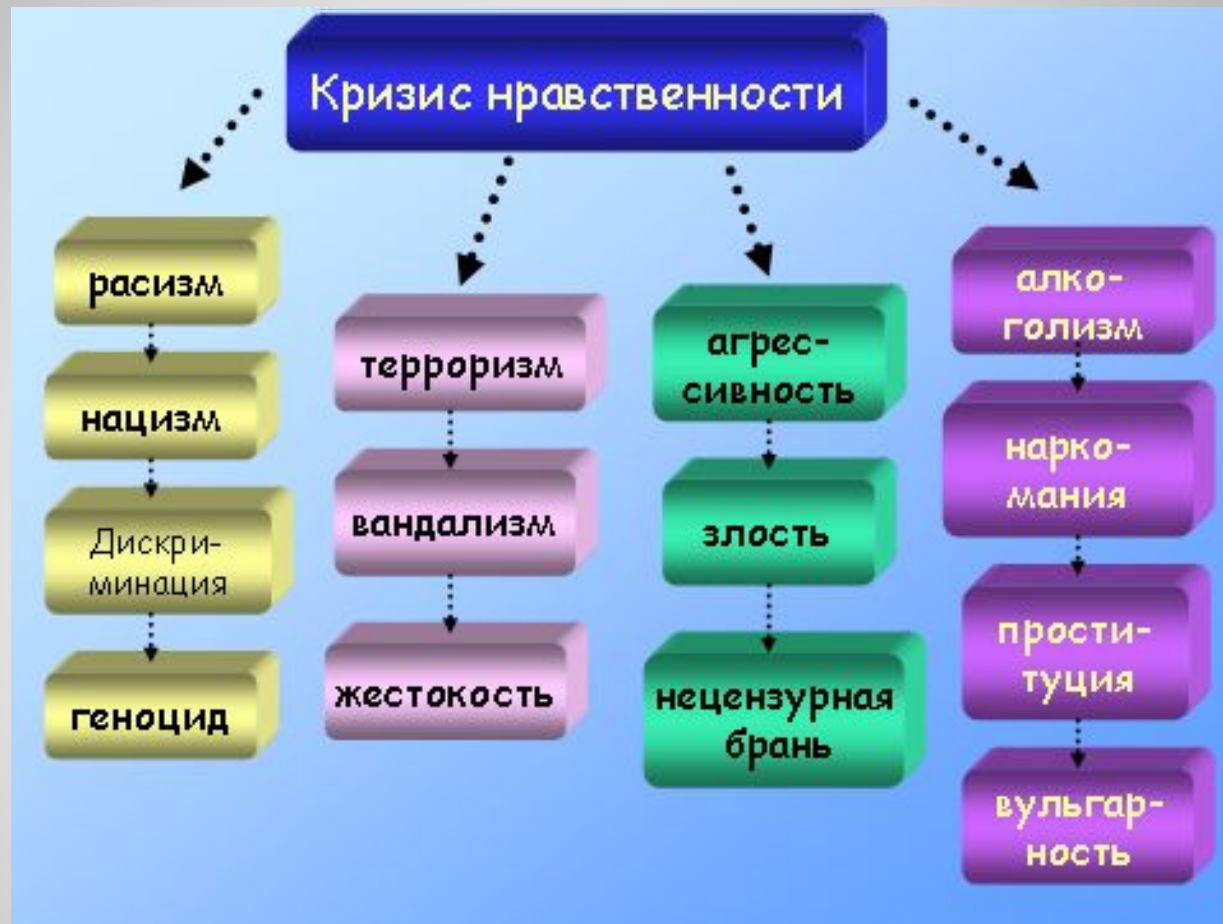 Кризис нравственности
расизм
нацизм
Дискри-
минация
геноцид
терроризм
вандализм
жестокость
агрес-
сивность
злость
нецензурная
брань
алко-
голизм
нарко-
мания
прости-
туция
вульгар-
ность